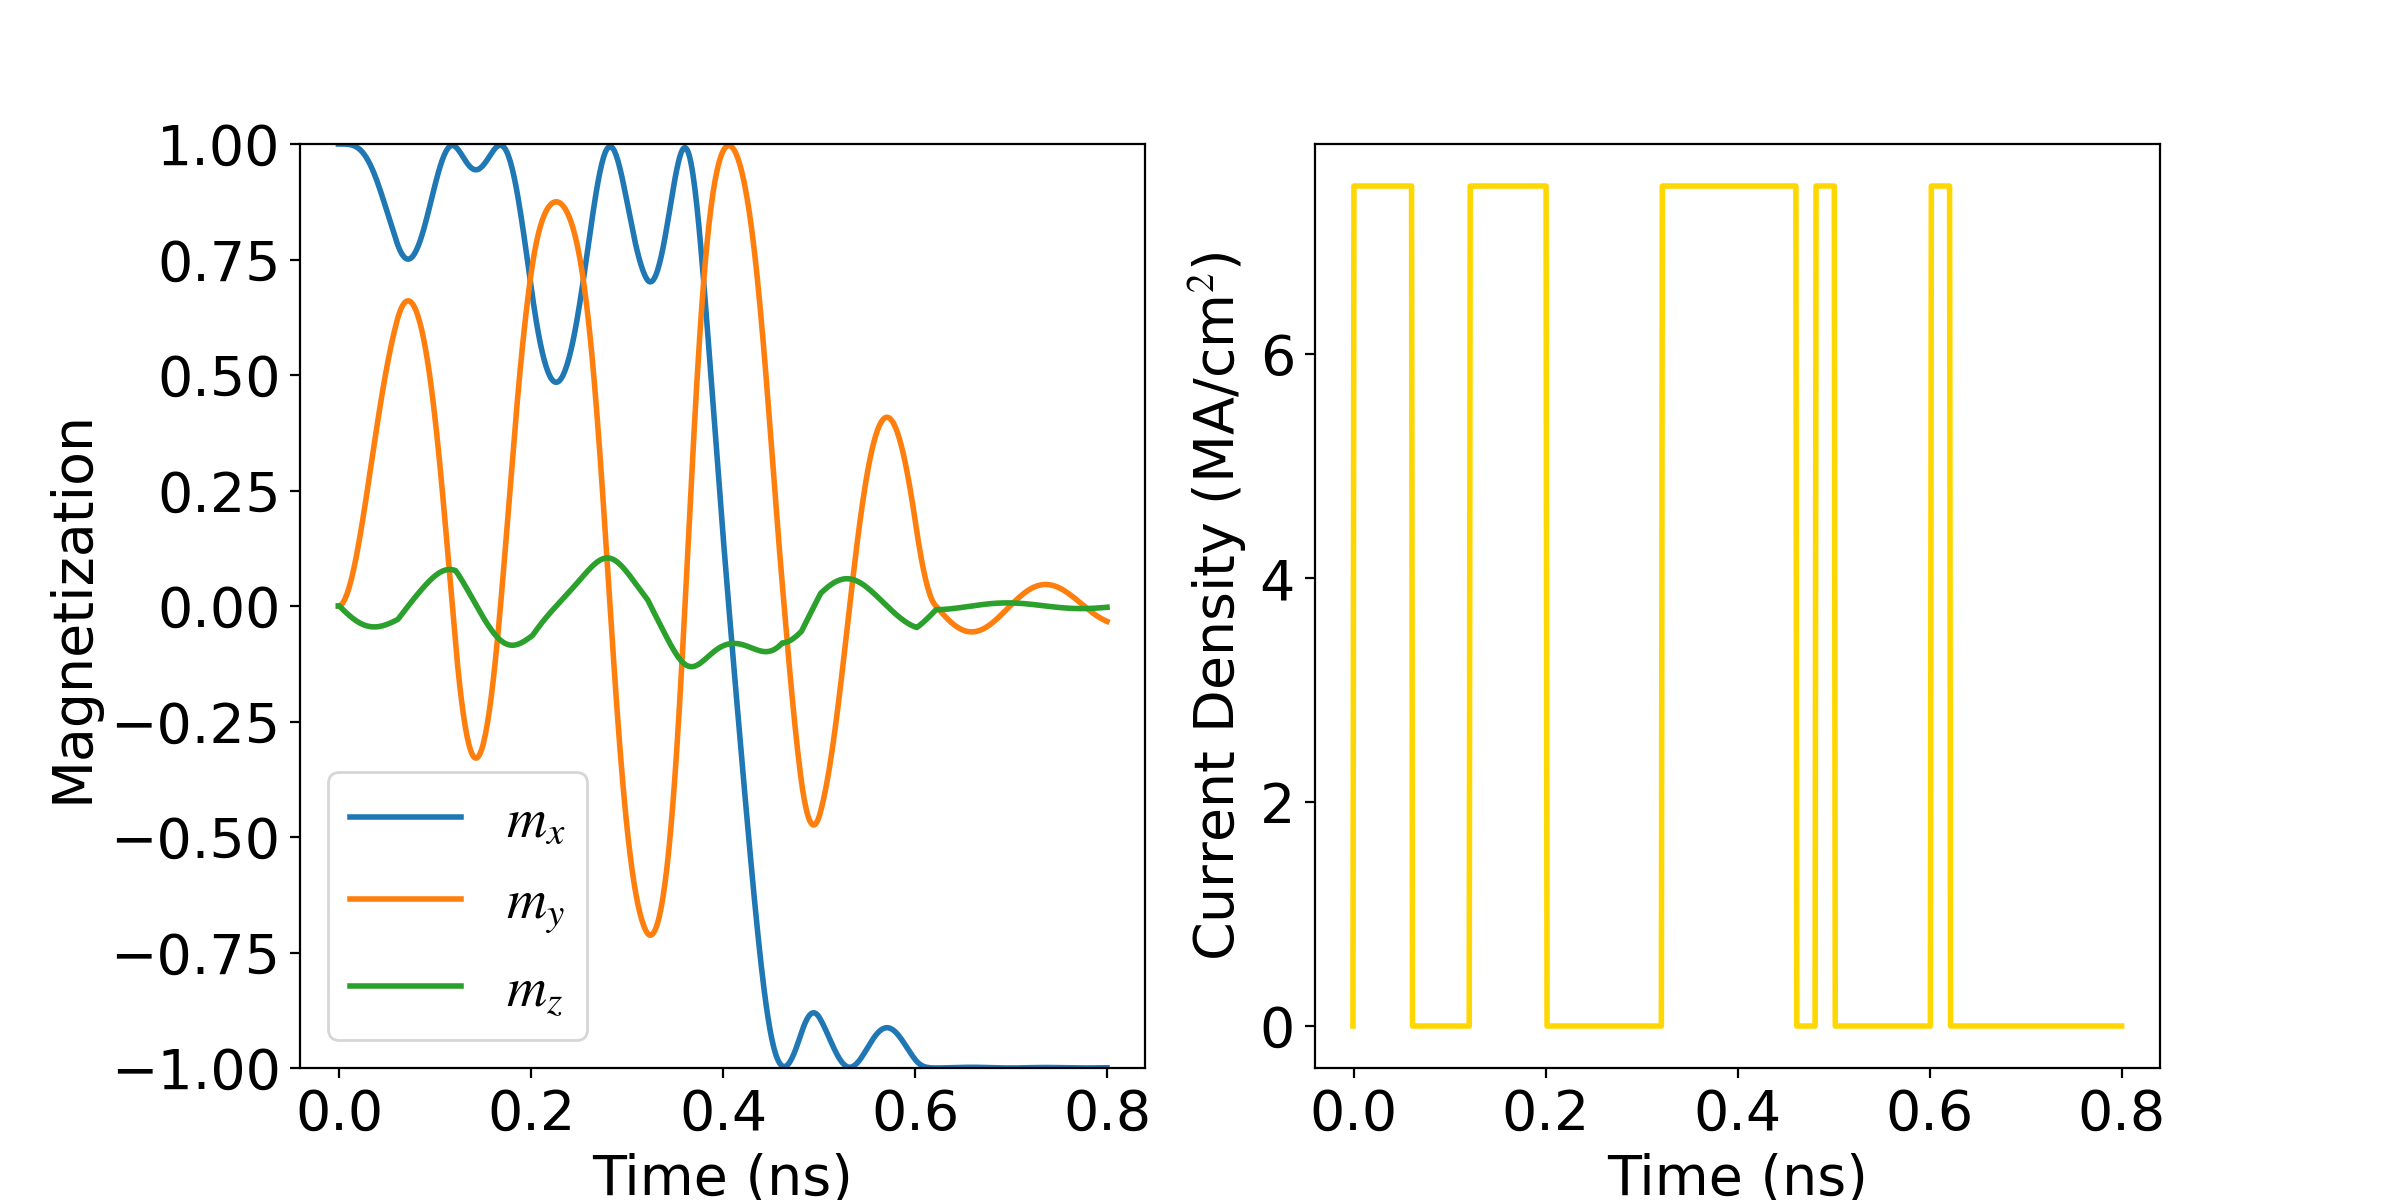 Magnetization
1.00
0.75
0.50
0.25
0.00
−0.25
−0.50
−0.75
−1.00
m_x
m_y
m_z
0.0 0.2 0.4 0.6 0.8
Time (ns)
Current Density (MA/cm²)
6
4
2
0
0.0 0.2 0.4 0.6 0.8
Time (ns)